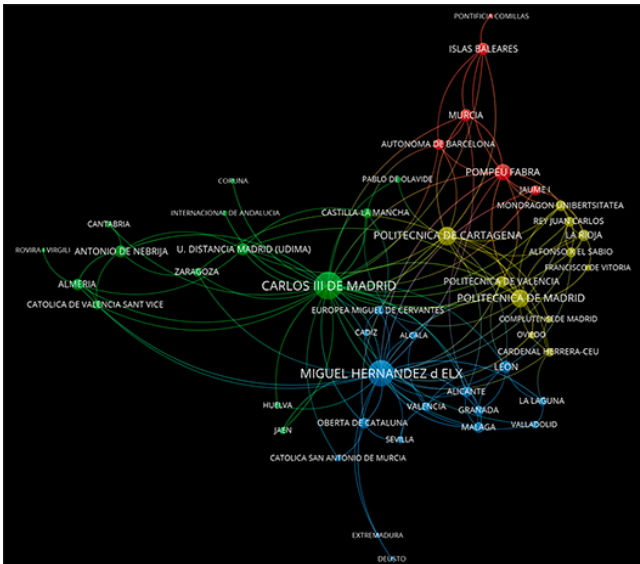 PONTIFICIA COMILLAS
ISLAS BALEARES
MURCIA
AUTONOMA DE BARCELONA
POMPEU FABRA
PABLO DE OLAVIDE
CORUNA
JAUME I
MONDRAGON UNIBERTSITATEA
INTERNACIONAL DE ANDALUCIA
CASTILLA LA MANCHA
REY JUAN CARLOS
CANTABRIA
POLITECNICA DE CARTAGENA
LA RIOJA
ROVIRA I VIRGILI
ANTONIO DE NEBRIJA
U. DISTANCIA MADRID (UDIMA)
ALFONSO X EL SABIO
ZARAGOZA
FRANCISCO DE VITORIA
ALMERIA
CARLOS III DE MADRID
POLITECNICA DE VALENCIA
POLITECNICA DE MADRID
CATOLICA DE VALENCIA SANT VICE
EUROPEA MIGUEL DE CERVANTES
COMPLUTENSE DE MADRID
CADIZ
ALCALA
OVIEDO
CARDENAL HERRERA-CEU
MIGUEL HERNANDEZ d ELX
LEON
ALICANTE
LA LAGUNA
HUELVA
VALENCIA
GRANADA
OBERTA DE CATALUNA
VALLADOLID
JAEN
MALAGA
SEVILLA
CATOLICA SAN ANTONIO DE MURCIA
EXTREMADURA
DEUSTO